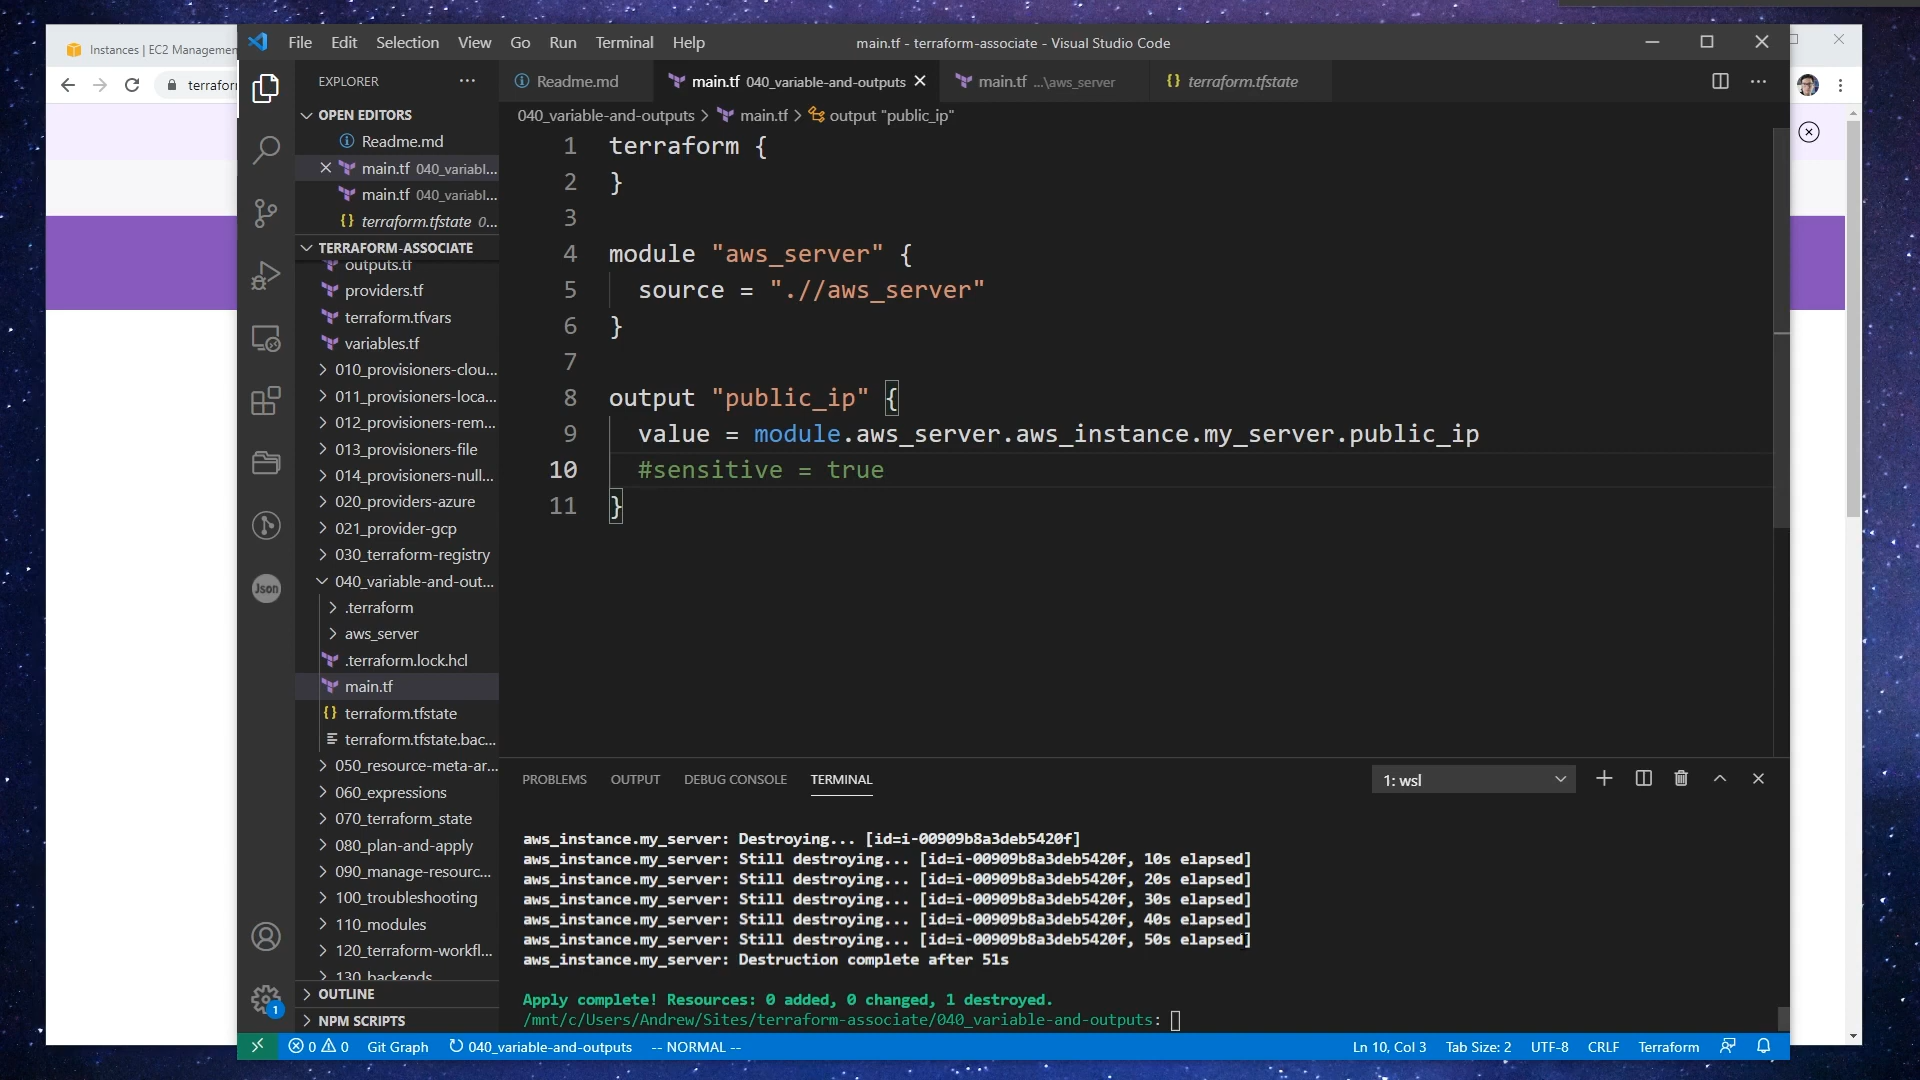 Instances | EC2 Managemen
terraforn
File Edit Selection View Go Run Terminal Help
main.tf - terraform-associate - Visual Studio Code
EXPLORER
OPEN EDITORS
Readme.md
main.tf 040_variabl...
main.tf 040_variabl...
terraform.tfstate 0...
TERRAFORM-ASSOCIATE
outputs.tf
providers.tf
terraform.tfvars
variables.tf
010_provisioners-clou...
011_provisioners-loca...
012_provisioners-rem...
013_provisioners-file
014_provisioners-null...
020_providers-azure
021_provider-gcp
030_terraform-registry
040_variable-and-out...
.terraform
aws_server
.terraform.lock.hcl
main.tf
terraform.tfstate
terraform.tfstate.bac...
050_resource-meta-ar...
060_expressions
070_terraform_state
080_plan-and-apply
090_manage-resourc...
100_troubleshooting
110_modules
120_terraform-workfl...
130_backends
OUTLINE
NPM SCRIPTS
Json
1
Readme.md
main.tf 040_variable-and-outputs
main.tf ...\aws_server
terraform.tfstate
040_variable-and-outputs > main.tf > output "public_ip"
1 terraform {
2 }
3
4 module "aws_server" {
5 source = ".//aws_server"
6 }
7
8 output "public_ip" {
9 value = module.aws_server.aws_instance.my_server.public_ip
10 #sensitive = true
11 }
PROBLEMS OUTPUT DEBUG CONSOLE TERMINAL
1: wsl
aws_instance.my_server: Destroying... [id=i-00909b8a3deb5420f]
aws_instance.my_server: Still destroying... [id=i-00909b8a3deb5420f, 10s elapsed]
aws_instance.my_server: Still destroying... [id=i-00909b8a3deb5420f, 20s elapsed]
aws_instance.my_server: Still destroying... [id=i-00909b8a3deb5420f, 30s elapsed]
aws_instance.my_server: Still destroying... [id=i-00909b8a3deb5420f, 40s elapsed]
aws_instance.my_server: Still destroying... [id=i-00909b8a3deb5420f, 50s elapsed]
aws_instance.my_server: Destruction complete after 51s
Apply complete! Resources: 0 added, 0 changed, 1 destroyed.
/mnt/c/Users/Andrew/Sites/terraform-associate/040_variable-and-outputs:
0 0 Git Graph 040_variable-and-outputs -- NORMAL --
Ln 10, Col 3 Tab Size: 2 UTF-8 CRLF Terraform